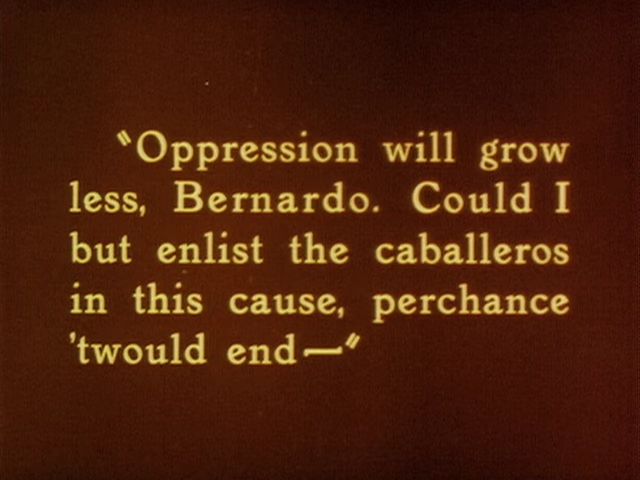 "Oppression will grow
less, Bernardo. Could I
but enlist the caballeros
in this cause, perchance
'twould end—"